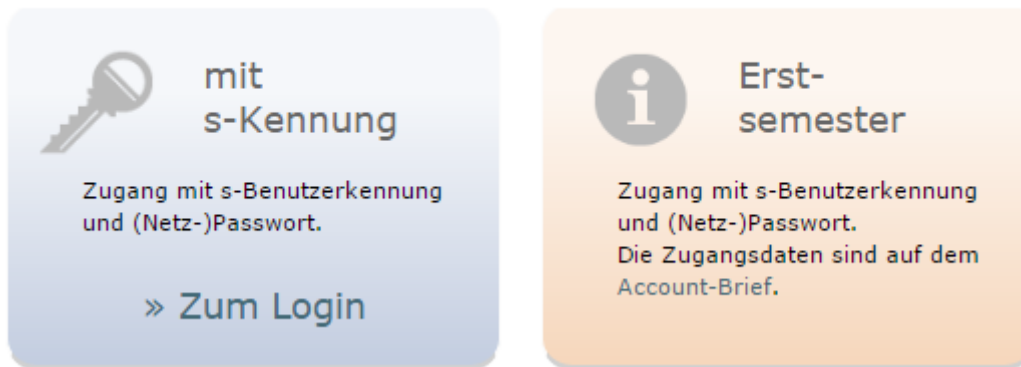 mit
s-Kennung
Zugang mit s-Benutzerkennung
und (Netz-)Passwort.
» Zum Login
Erst-
semester
Zugang mit s-Benutzerkennung
und (Netz-)Passwort.
Die Zugangsdaten sind auf dem
Account-Brief.